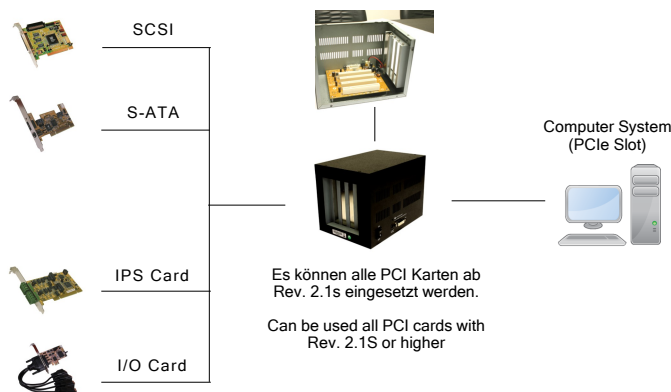 SCSI
S-ATA
IPS Card
I/O Card
Es können alle PCI Karten ab
Rev. 2.1s eingesetzt werden.
Can be used all PCI cards with
Rev. 2.1S or higher
Computer System
(PCIe Slot)